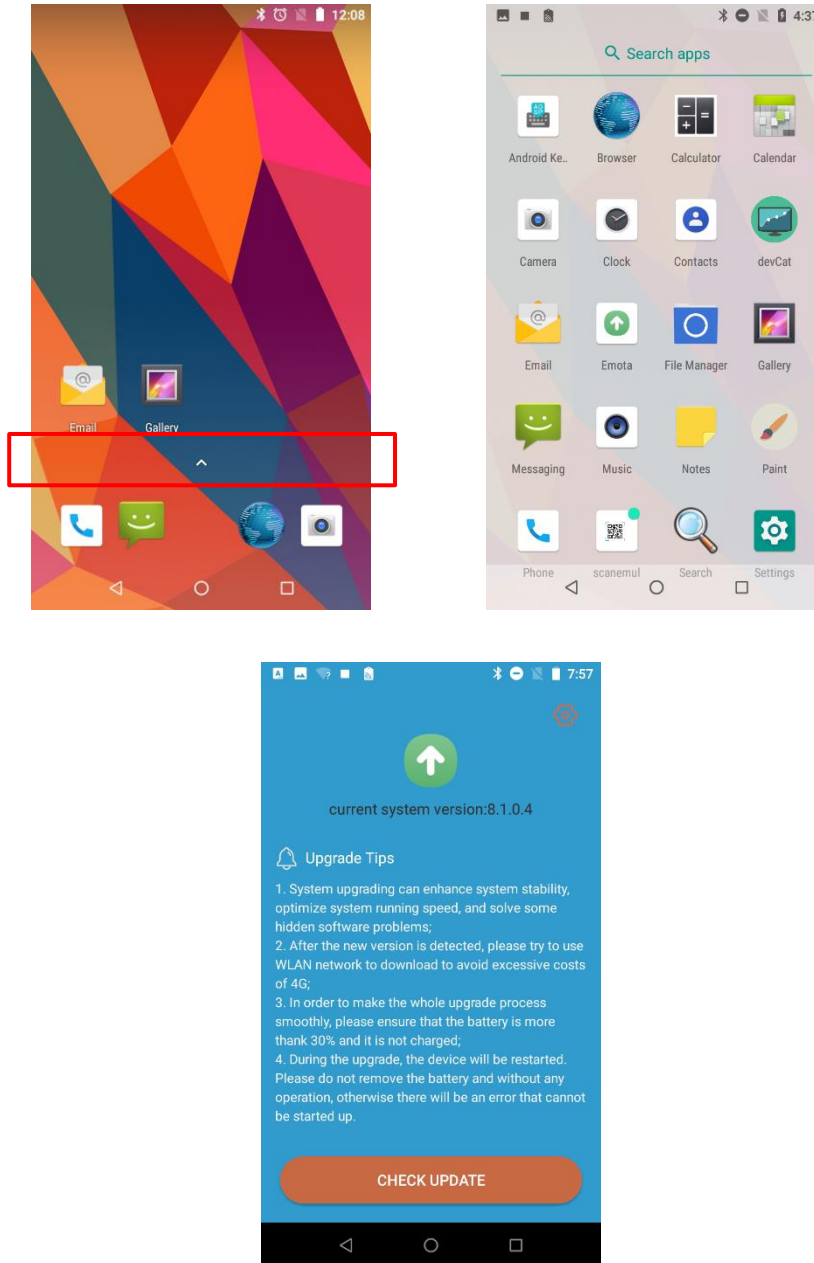 12:08
Email Gallery
4:37
Search apps
Android Ke.. Browser Calculator Calendar
Camera Clock Contacts devCat
Email Emota File Manager Gallery
Messaging Music Notes Paint
Phone scanemul Search Settings
7:57
current system version:8.1.0.4
Upgrade Tips
1. System upgrading can enhance system stability,
optimize system running speed, and solve some
hidden software problems;
2. After the new version is detected, please try to use
WLAN network to download to avoid excessive costs
of 4G;
3. In order to make the whole upgrade process
smoothly, please ensure that the battery is more
thank 30% and it is not charged;
4. During the upgrade, the device will be restarted.
Please do not remove the battery and without any
operation, otherwise there will be an error that cannot
be started up.
CHECK UPDATE